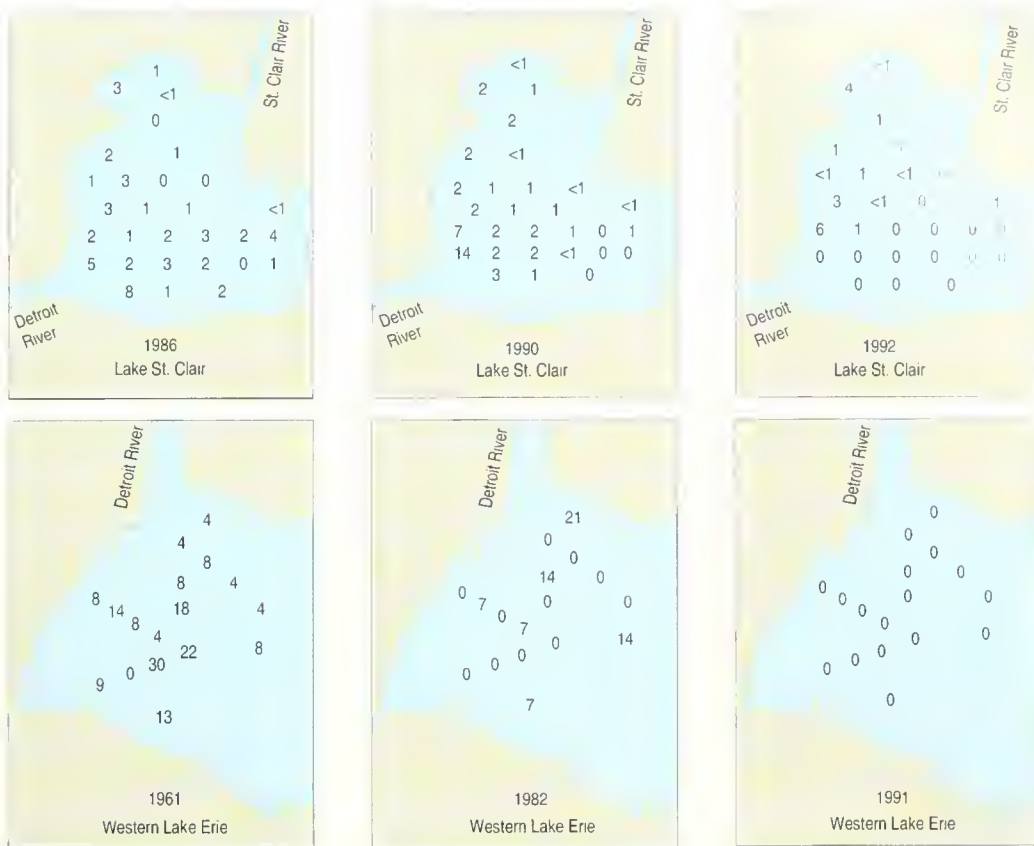 1
3
<1
0
2 1
1 3 0 0
3 1 1 <1
2 1 2 3 2 4
5 2 3 2 0 1
8 1 2
St. Clair River
Detroit
River
1986
Lake St. Clair
<1
2 1
2
2 <1
2 1 1 <1
2 1 1 <1
7 2 2 1 0 1
14 2 2 <1 0 0
3 1 0
St. Clair River
Detroit
River
1990
Lake St. Clair
<1
4
1
1
<1 1 <1
3 <1 0 1
6 1 0 0 0
0 0 0 0 0
0 0 0
St. Clair River
Detroit
River
1992
Lake St. Clair
Detroit River
4
4
8
8 4
8 14 18 4
8
4
22 8
30
0
9
13
1961
Western Lake Erie
Detroit River
21
0
0
14 0
0 7 0 0
0
7
0 14
0
0
0
7
1982
Western Lake Erie
Detroit River
0
0
0
0 0
0 0 0 0
0
0
0 0
0
0
0
0
1991
Western Lake Erie